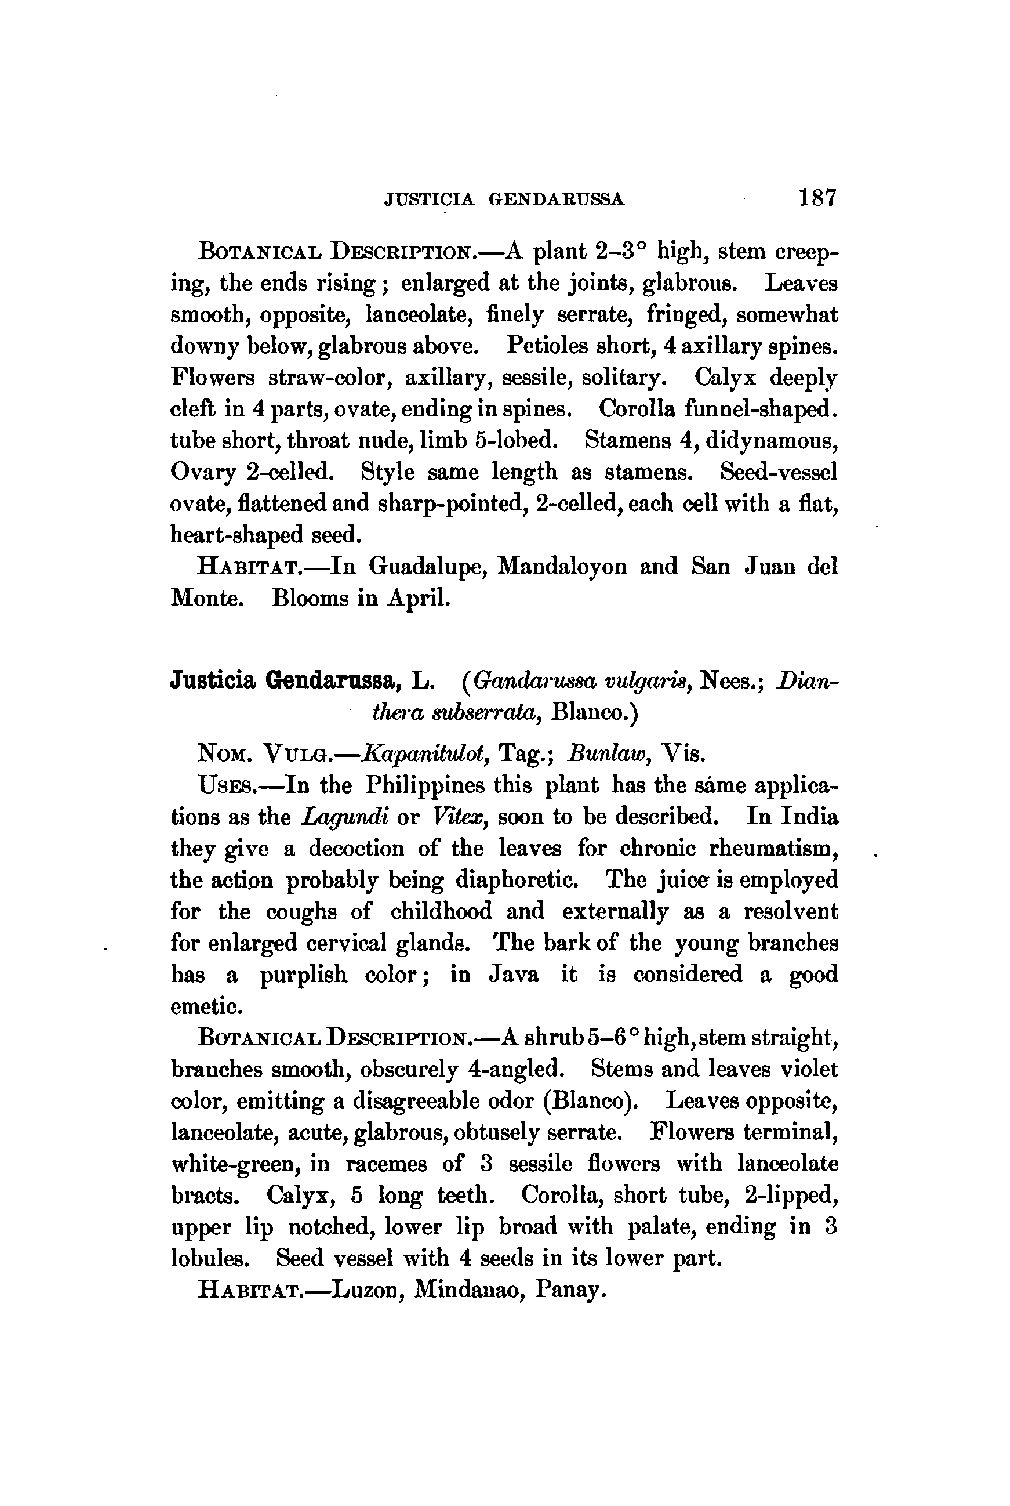 JUSTICIA GENDARUSSA 187
BOTANICAL DESCRIPTION.—A plant 2–3° high, stem creep-
ing, the ends rising; enlarged at the joints, glabrous. Leaves
smooth, opposite, lanceolate, finely serrate, fringed, somewhat
downy below, glabrous above. Petioles short, 4 axillary spines.
Flowers straw-color, axillary, sessile, solitary. Calyx deeply
cleft in 4 parts, ovate, ending in spines. Corolla funnel-shaped.
tube short, throat nude, limb 5-lobed. Stamens 4, didynamous,
Ovary 2-celled. Style same length as stamens. Seed-vessel
ovate, flattened and sharp-pointed, 2-celled, each cell with a flat,
heart-shaped seed.
HABITAT.—In Guadalupe, Mandaloyon and San Juan del
Monte. Blooms in April.
Justicia Gendarussa, L. (Gandarussa vulgaris, Nees.; Dian-
thera subserrata, Blanco.)
NOM. VULG.—Kapanitulot, Tag.; Bunlaw, Vis.
USES.—In the Philippines this plant has the same applica-
tions as the Lagundi or Vitex, soon to be described. In India
they give a decoction of the leaves for chronic rheumatism,
the action probably being diaphoretic. The juice is employed
for the coughs of childhood and externally as a resolvent
for enlarged cervical glands. The bark of the young branches
has a purplish color; in Java it is considered a good
emetic.
BOTANICAL DESCRIPTION.—A shrub 5–6° high, stem straight,
branches smooth, obscurely 4-angled. Stems and leaves violet
color, emitting a disagreeable odor (Blanco). Leaves opposite,
lanceolate, acute, glabrous, obtusely serrate. Flowers terminal,
white-green, in racemes of 3 sessile flowers with lanceolate
bracts. Calyx, 5 long teeth. Corolla, short tube, 2-lipped,
upper lip notched, lower lip broad with palate, ending in 3
lobules. Seed vessel with 4 seeds in its lower part.
HABITAT.—Luzon, Mindanao, Panay.